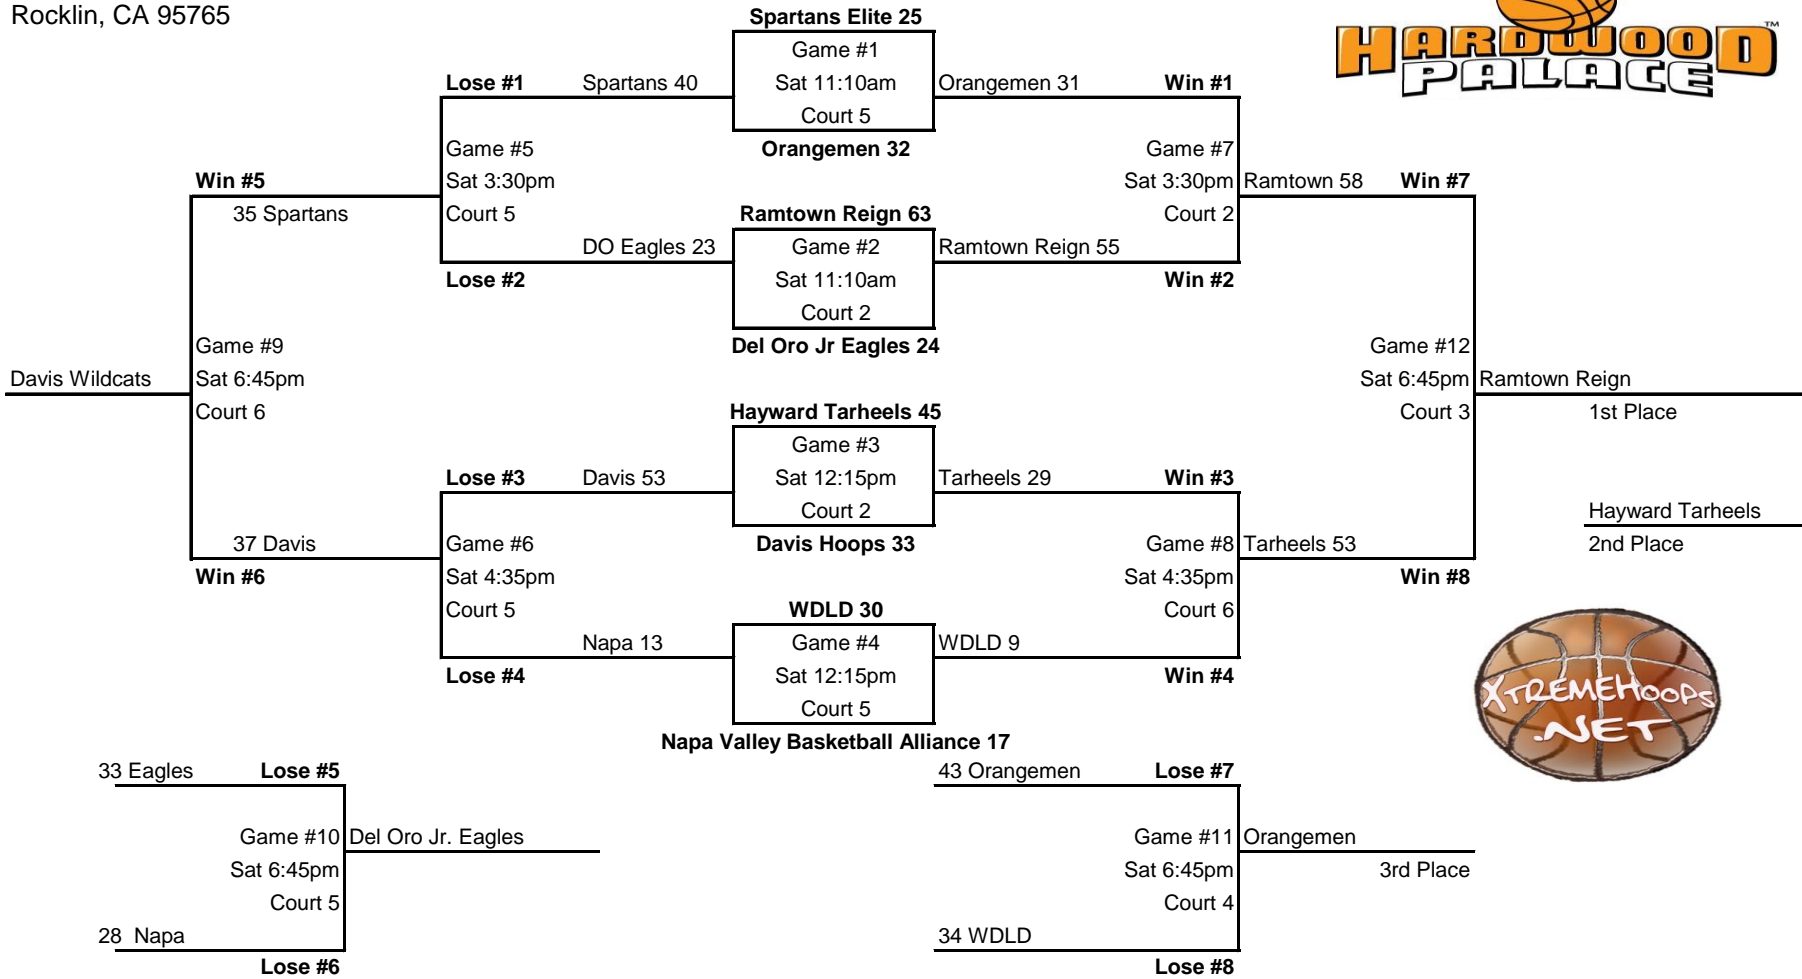 Rocklin, CA 95765
HARDWOOD
PALACE
TM
Spartans Elite 25
Game #1
Lose #1
Spartans 40
Sat 11:10am
Orangemen 31
Win #1
Court 5
Game #5
Orangemen 32
Game #7
Win #5
Sat 3:30pm
Sat 3:30pm
Ramtown 58
Win #7
35 Spartans
Court 5
Ramtown Reign 63
Court 2
DO Eagles 23
Game #2
Ramtown Reign 55
Lose #2
Sat 11:10am
Win #2
Court 2
Game #9
Del Oro Jr Eagles 24
Game #12
Davis Wildcats
Sat 6:45pm
Sat 6:45pm
Ramtown Reign
Court 6
Hayward Tarheels 45
Court 3
1st Place
Game #3
Lose #3
Davis 53
Sat 12:15pm
Tarheels 29
Win #3
Court 2
Hayward Tarheels
37 Davis
Game #6
Davis Hoops 33
Game #8
Tarheels 53
2nd Place
Win #6
Sat 4:35pm
Sat 4:35pm
Win #8
Court 5
WDLD 30
Court 6
Napa 13
Game #4
WDLD 9
Lose #4
Sat 12:15pm
Win #4
Court 5
XTREMEHOOPS
.NET
Napa Valley Basketball Alliance 17
33 Eagles
Lose #5
43 Orangemen
Lose #7
Game #10
Del Oro Jr. Eagles
Game #11
Orangemen
Sat 6:45pm
Sat 6:45pm
3rd Place
Court 5
Court 4
28 Napa
34 WDLD
Lose #6
Lose #8